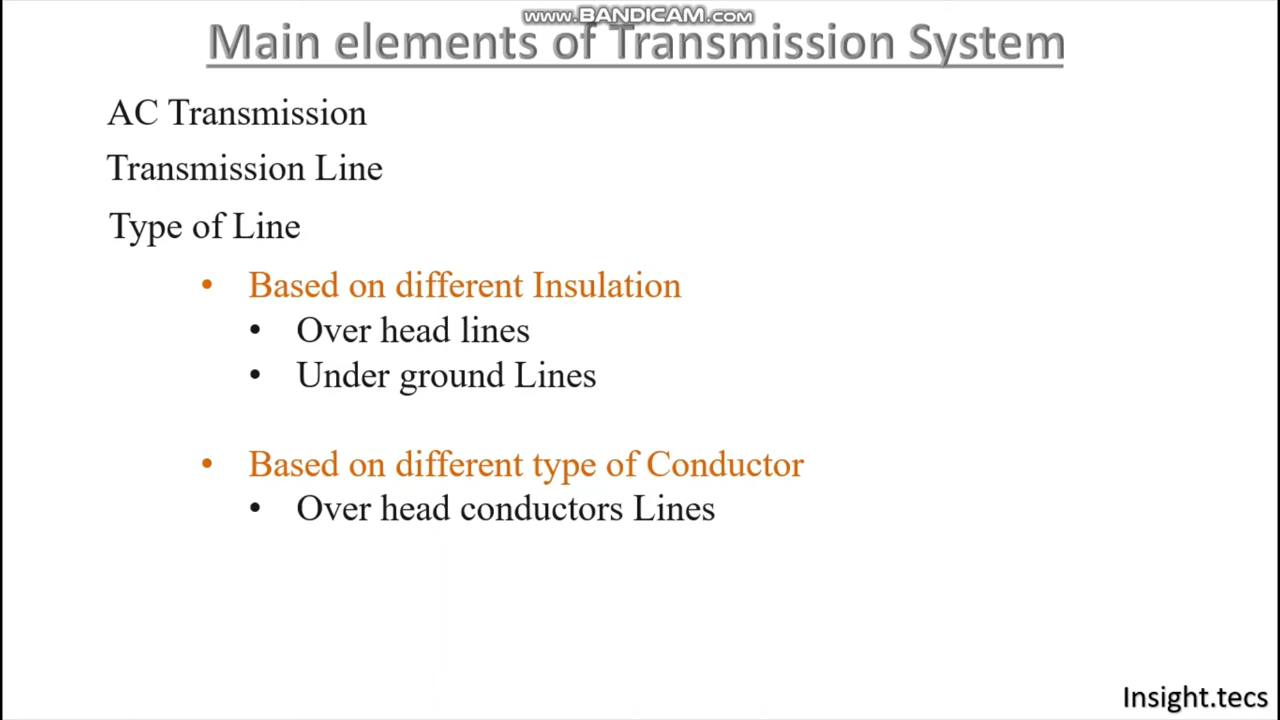 www.BANDICAM.com
Main elements of Transmission System
AC Transmission
Transmission Line
Type of Line
• Based on different Insulation
• Over head lines
• Under ground Lines
• Based on different type of Conductor
• Over head conductors Lines
Insight.tecs